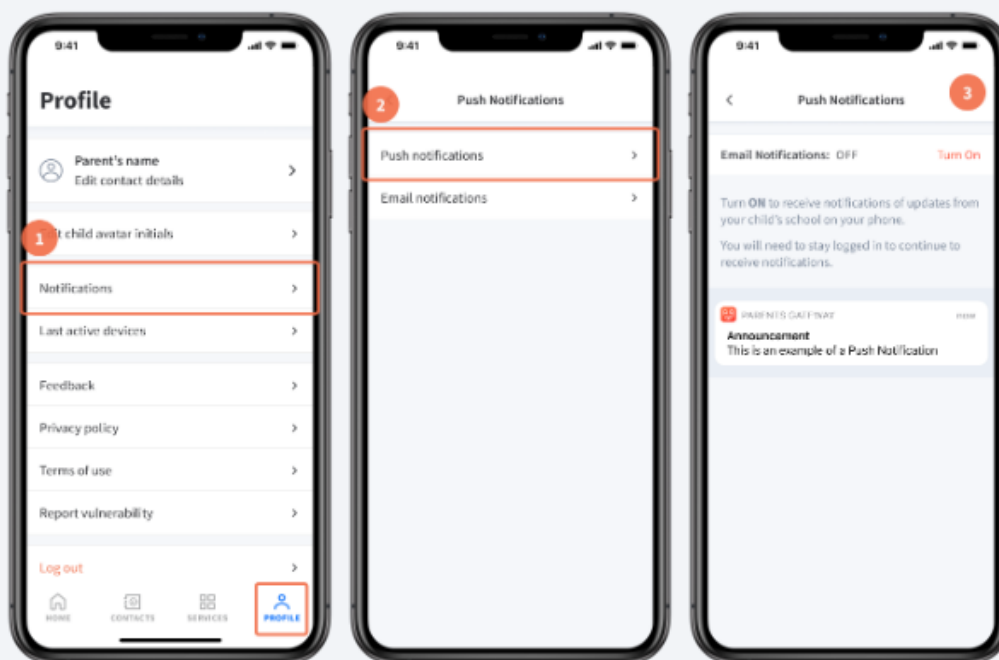 9:41
Profile
Parent's name
Edit contact details
1
child avatar initials
Notifications
Last active devices
Feedback
Privacy policy
Terms of use
Report vulnerability
Log out
HOME
CONTACTS
SERVICES
PROFILE
9:41
2
Push Notifications
Push notifications
Email notifications
9:41
3
Push Notifications
Email Notifications: OFF
Turn On
Turn ON to receive notifications of updates from
your child's school on your phone.
You will need to stay logged in to continue to
receive notifications.
PARENTS GATEWAY
now
Announcement
This is an example of a Push Notification